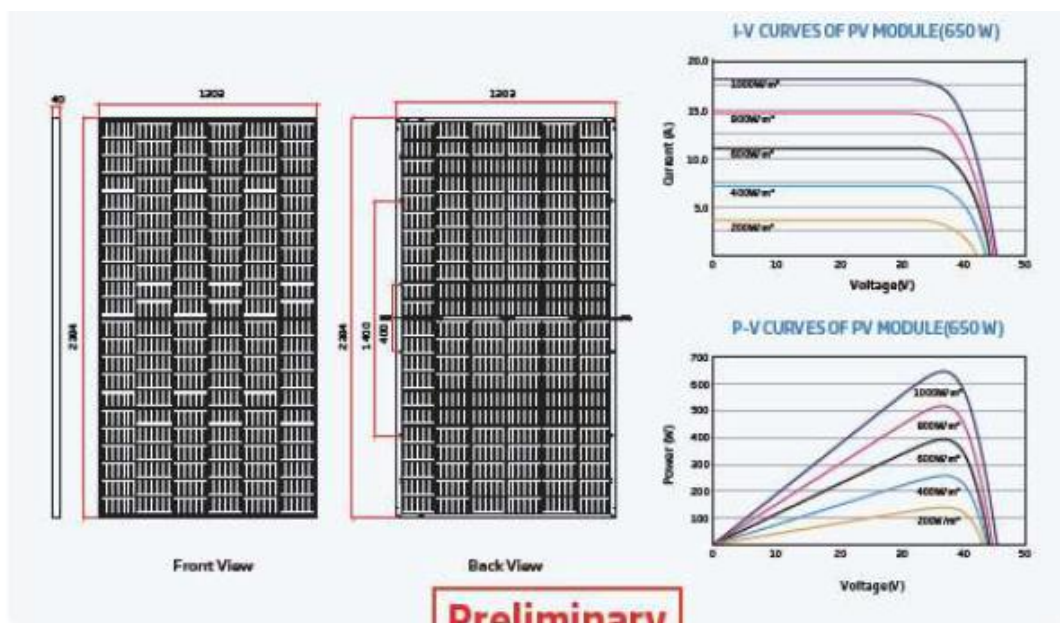 I-V CURVES OF PV MODULE(650 W)
20.0
15.0
10.0
5.0
Current (A)
1000W/m²
800W/m²
600W/m²
400W/m²
200W/m²
0 10 20 30 40 50
Voltage(V)
40
1303
2384
Front View
1303
2384
1400
400
Back View
P-V CURVES OF PV MODULE(650 W)
700
600
500
400
300
200
100
Power (W)
1000W/m²
800W/m²
600W/m²
400W/m²
200W/m²
0 10 20 30 40 50
Voltage(V)
Preliminary